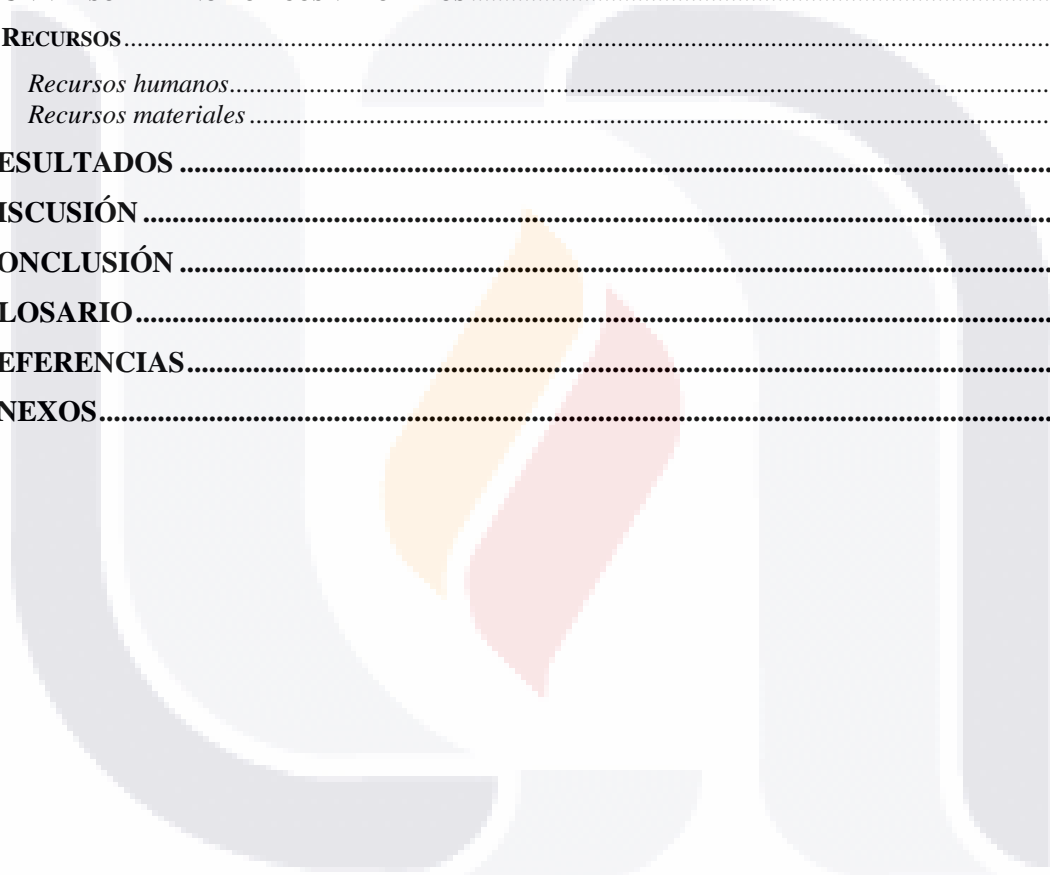 RECURSOS................................................................................
Recursos humanos................................................................................
Recursos materiales................................................................................
ESULTADOS................................................................................
ISCUSIÓN................................................................................
ONCLUSIÓN................................................................................
LOSARIO................................................................................
EFERENCIAS................................................................................
NEXOS................................................................................